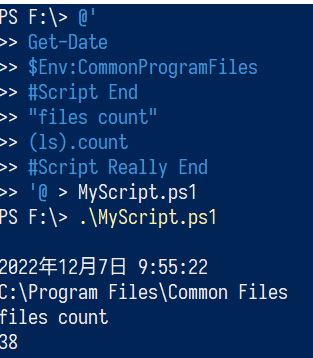 PS F:\> @'
>> Get-Date
>> $Env:CommonProgramFiles
>> #Script End
>> "files count"
>> (ls).count
>> #Script Really End
>> '@ > MyScript.ps1
PS F:\> .\MyScript.ps1
2022年12月7日 9:55:22
C:\Program Files\Common Files
files count
38